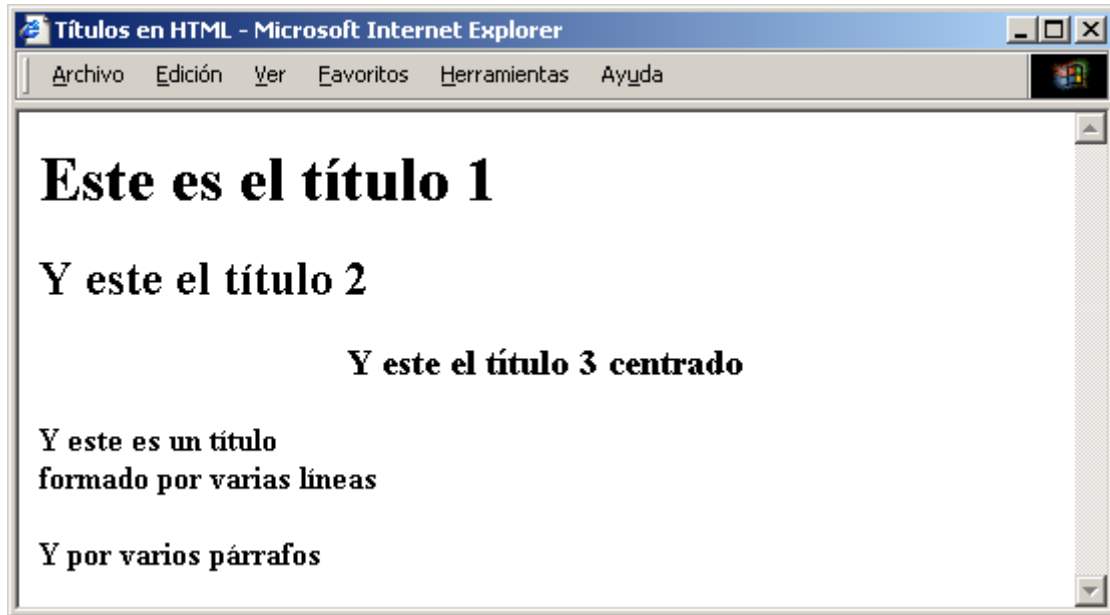 Títulos en HTML - Microsoft Internet Explorer
Archivo Edición Ver Favoritos Herramientas Ayuda
Este es el título 1
Y este el título 2
Y este el título 3 centrado
Y este es un título
formado por varias líneas
Y por varios párrafos